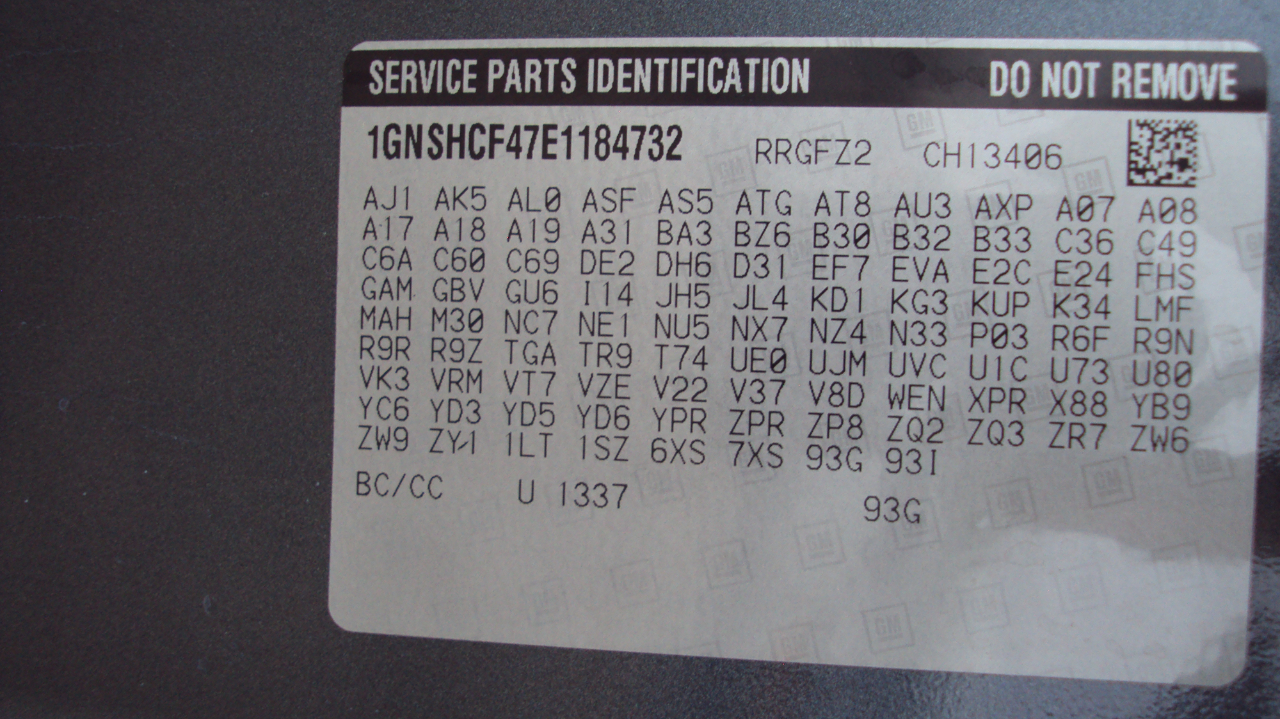 SERVICE PARTS IDENTIFICATION DO NOT REMOVE
1GNSHCF47E1184732 RRGFZ2 CH13406
AJ1 AK5 AL0 ASF AS5 ATG AT8 AU3 AXP A07 A08
A17 A18 A19 A31 BA3 BZ6 B30 B32 B33 C36 C49
C6A C60 C69 DE2 DH6 D31 EF7 EVA E2C E24 FHS
GAM GBV GU6 I14 JH5 JL4 KD1 KG3 KUP K34 LMF
MAH M30 NC7 NE1 NU5 NX7 NZ4 N33 P03 R6F R9N
R9R R9Z TGA TR9 T74 UE0 UJM UVC U1C U73 U80
VK3 VRM VT7 VZE V22 V37 V8D WEN XPR X88 YB9
YC6 YD3 YD5 YD6 YPR ZPR ZP8 ZQ2 ZQ3 ZR7 ZW6
ZW9 ZY1 1LT 1SZ 6XS 7XS 93G 93I
BC/CC U 1337 93G